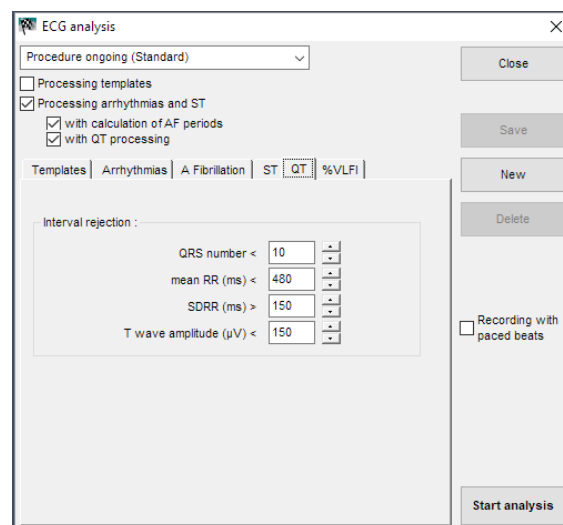 ECG analysis
Procedure ongoing (Standard)
Close
Processing templates
Processing arrhythmias and ST
with calculation of AF periods
with QT processing
Save
Templates Arrhythmias A Fibrillation ST QT %VLFI
New
Delete
Interval rejection :
QRS number < 10
mean RR (ms) < 480
SDRR (ms) > 150
T wave amplitude (µV) < 150
Recording with
paced beats
Start analysis